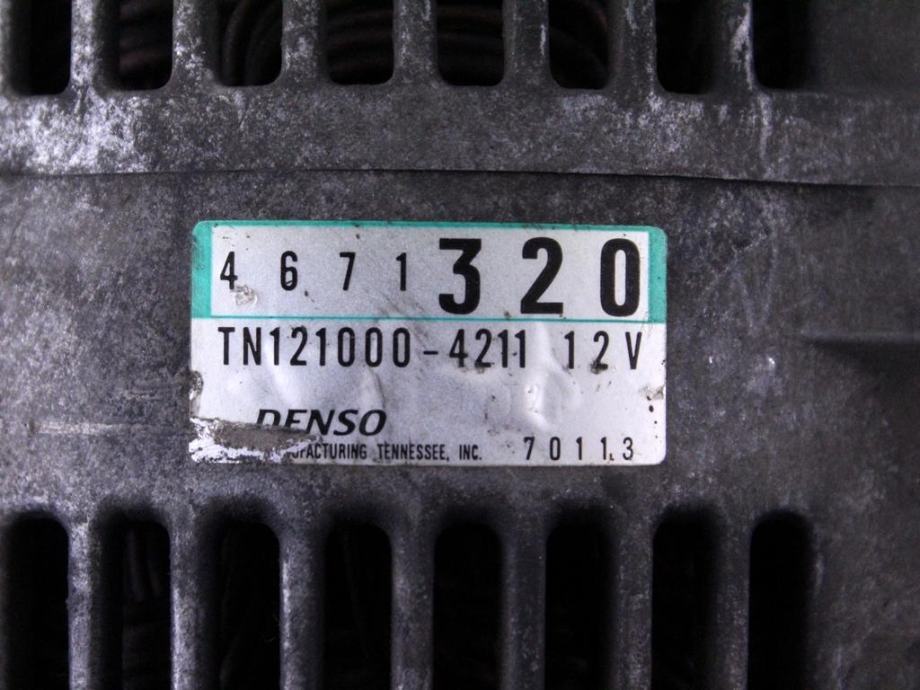 4671320
TN121000-4211 12V
DENSO
TENNESSEE, INC. 70113